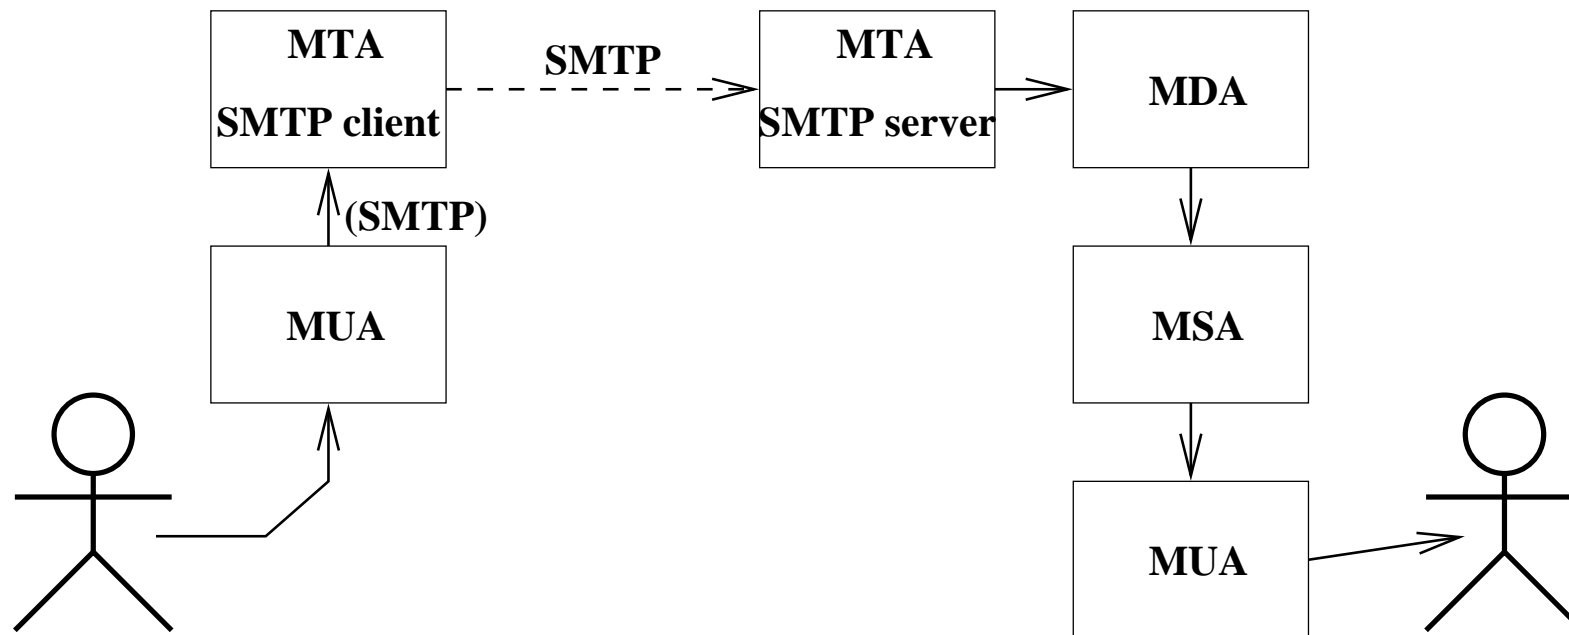 MTA
SMTP client
SMTP
MTA
SMTP server
MDA
(SMTP)
MUA
MSA
MUA